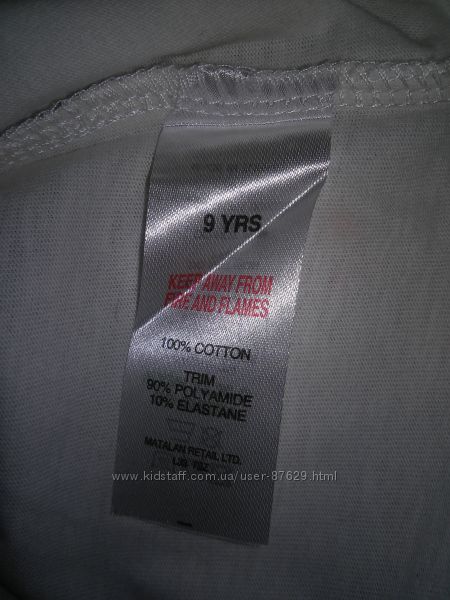 9 YRS
KEEP AWAY FROM
FIRE AND FLAMES
100% COTTON
TRIM
90% POLYAMIDE
10% ELASTANE
MATALAN RETAIL LTD.
www.kidstaff.com.ua/user-87629.html